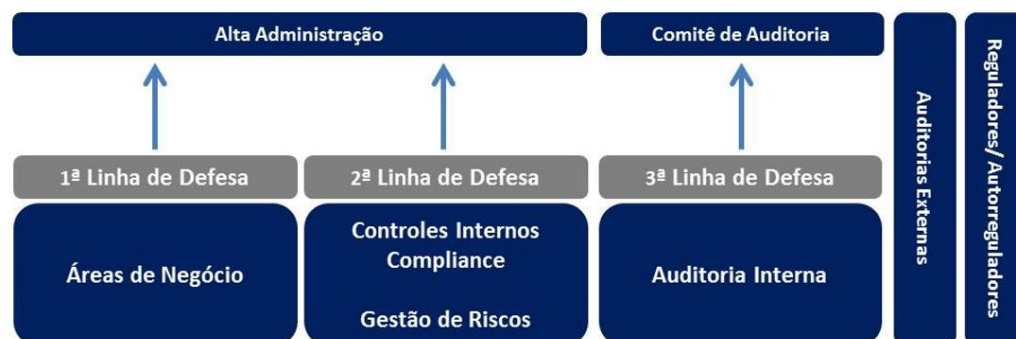 Alta Administração
Comitê de Auditoria
1ª Linha de Defesa
2ª Linha de Defesa
3ª Linha de Defesa
Áreas de Negócio
Controles Internos
Compliance
Gestão de Riscos
Auditoria Interna
Auditorias Externas
Reguladores/ Autorreguladores